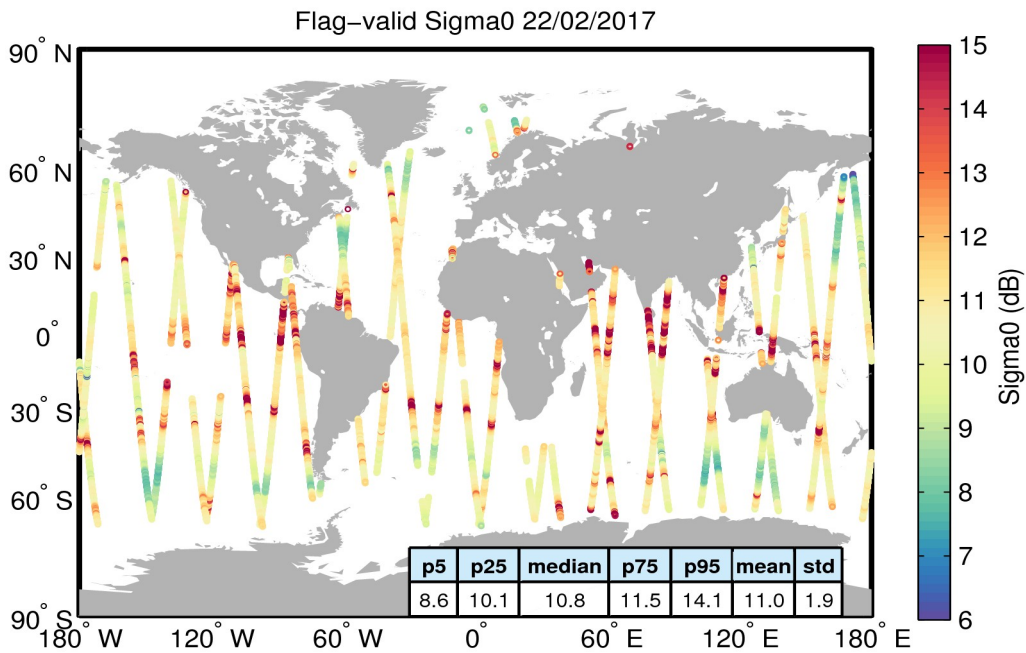 Flag−valid Sigma0 22/02/2017
90° N
60° N
30° N
0°
30° S
60° S
90° S
180° W
120° W
60° W
0°
60° E
120° E
180° E
p5 p25 median p75 p95 mean std
8.6 10.1 10.8 11.5 14.1 11.0 1.9
15
14
13
12
11
10
9
8
7
6
Sigma0 (dB)